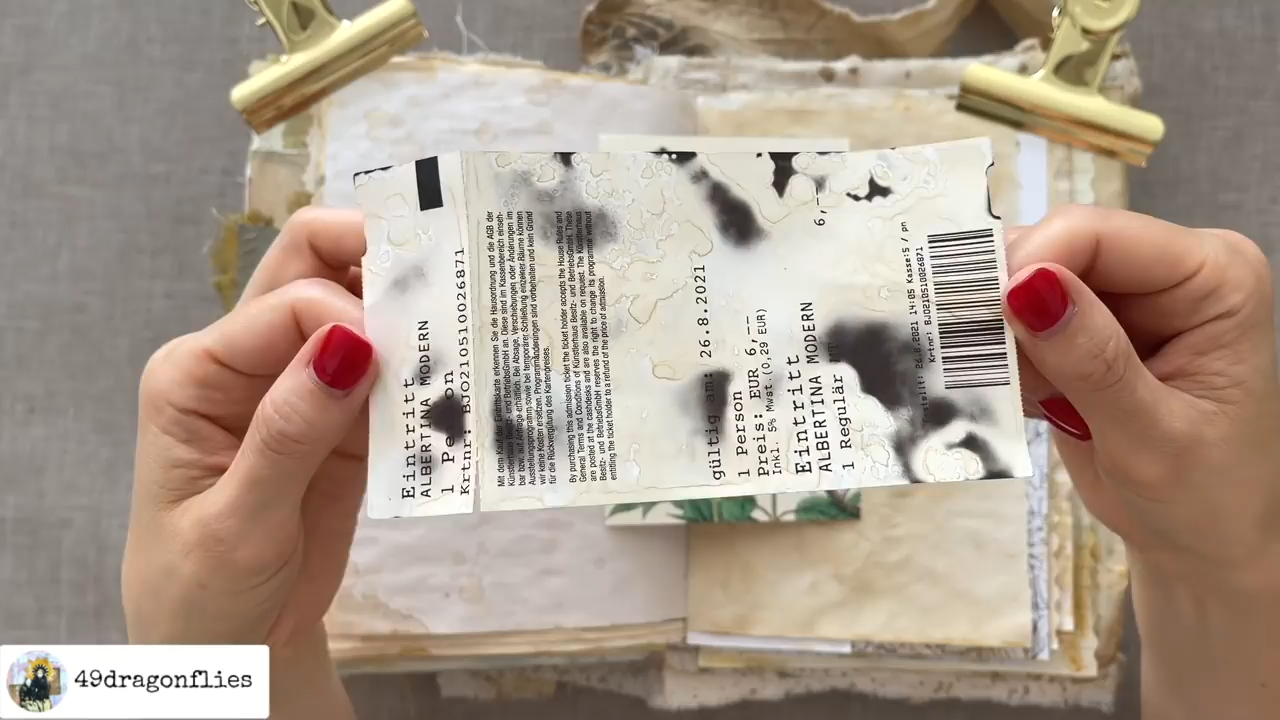 Eintritt
ALBERTINA MODERN
1 Pe on
Krtnr: BJ0210510026871
Mit dem Kauf der Eintrittskarte erkennen Sie die Hausordnung und die AGB der
Künstlerhaus Besitz- und BetriebsGmbH an. Diese sind im Kassenbereich einseh-
bar bzw. auf Anfrage erhältlich. Bei Absage, Verschiebungen oder Änderungen im
Ausstellungsprogramm sowie bei temporärer Schließung einzelner Räume können
wir keine Kosten ersetzen. Programmänderungen sind vorbehalten und kein Grund
für die Rückvergütung des Kartenpreises.
By purchasing this admission ticket the ticket holder accepts the House Rules and
General Terms and Conditions of Künstlerhaus Besitz- und BetriebsGmbH. These
are posted at the cashdesks and are also available on request. The Künstlerhaus
Besitz- und BetriebsGmbH reserves the right to change its programme without
entitling the ticket holder to a refund of the price of admission.
gültig am: 26.8.2021
1 Person
Preis: EUR 6,--
Inkl. 5% Mwst.(0,29 EUR)
Eintritt 6,--
ALBERTINA MODERN
1 Regulär
stellt: 26.8.2021 14:05 Kasse:5 / pn
Krtnr: BJ0210510026871
49dragonflies